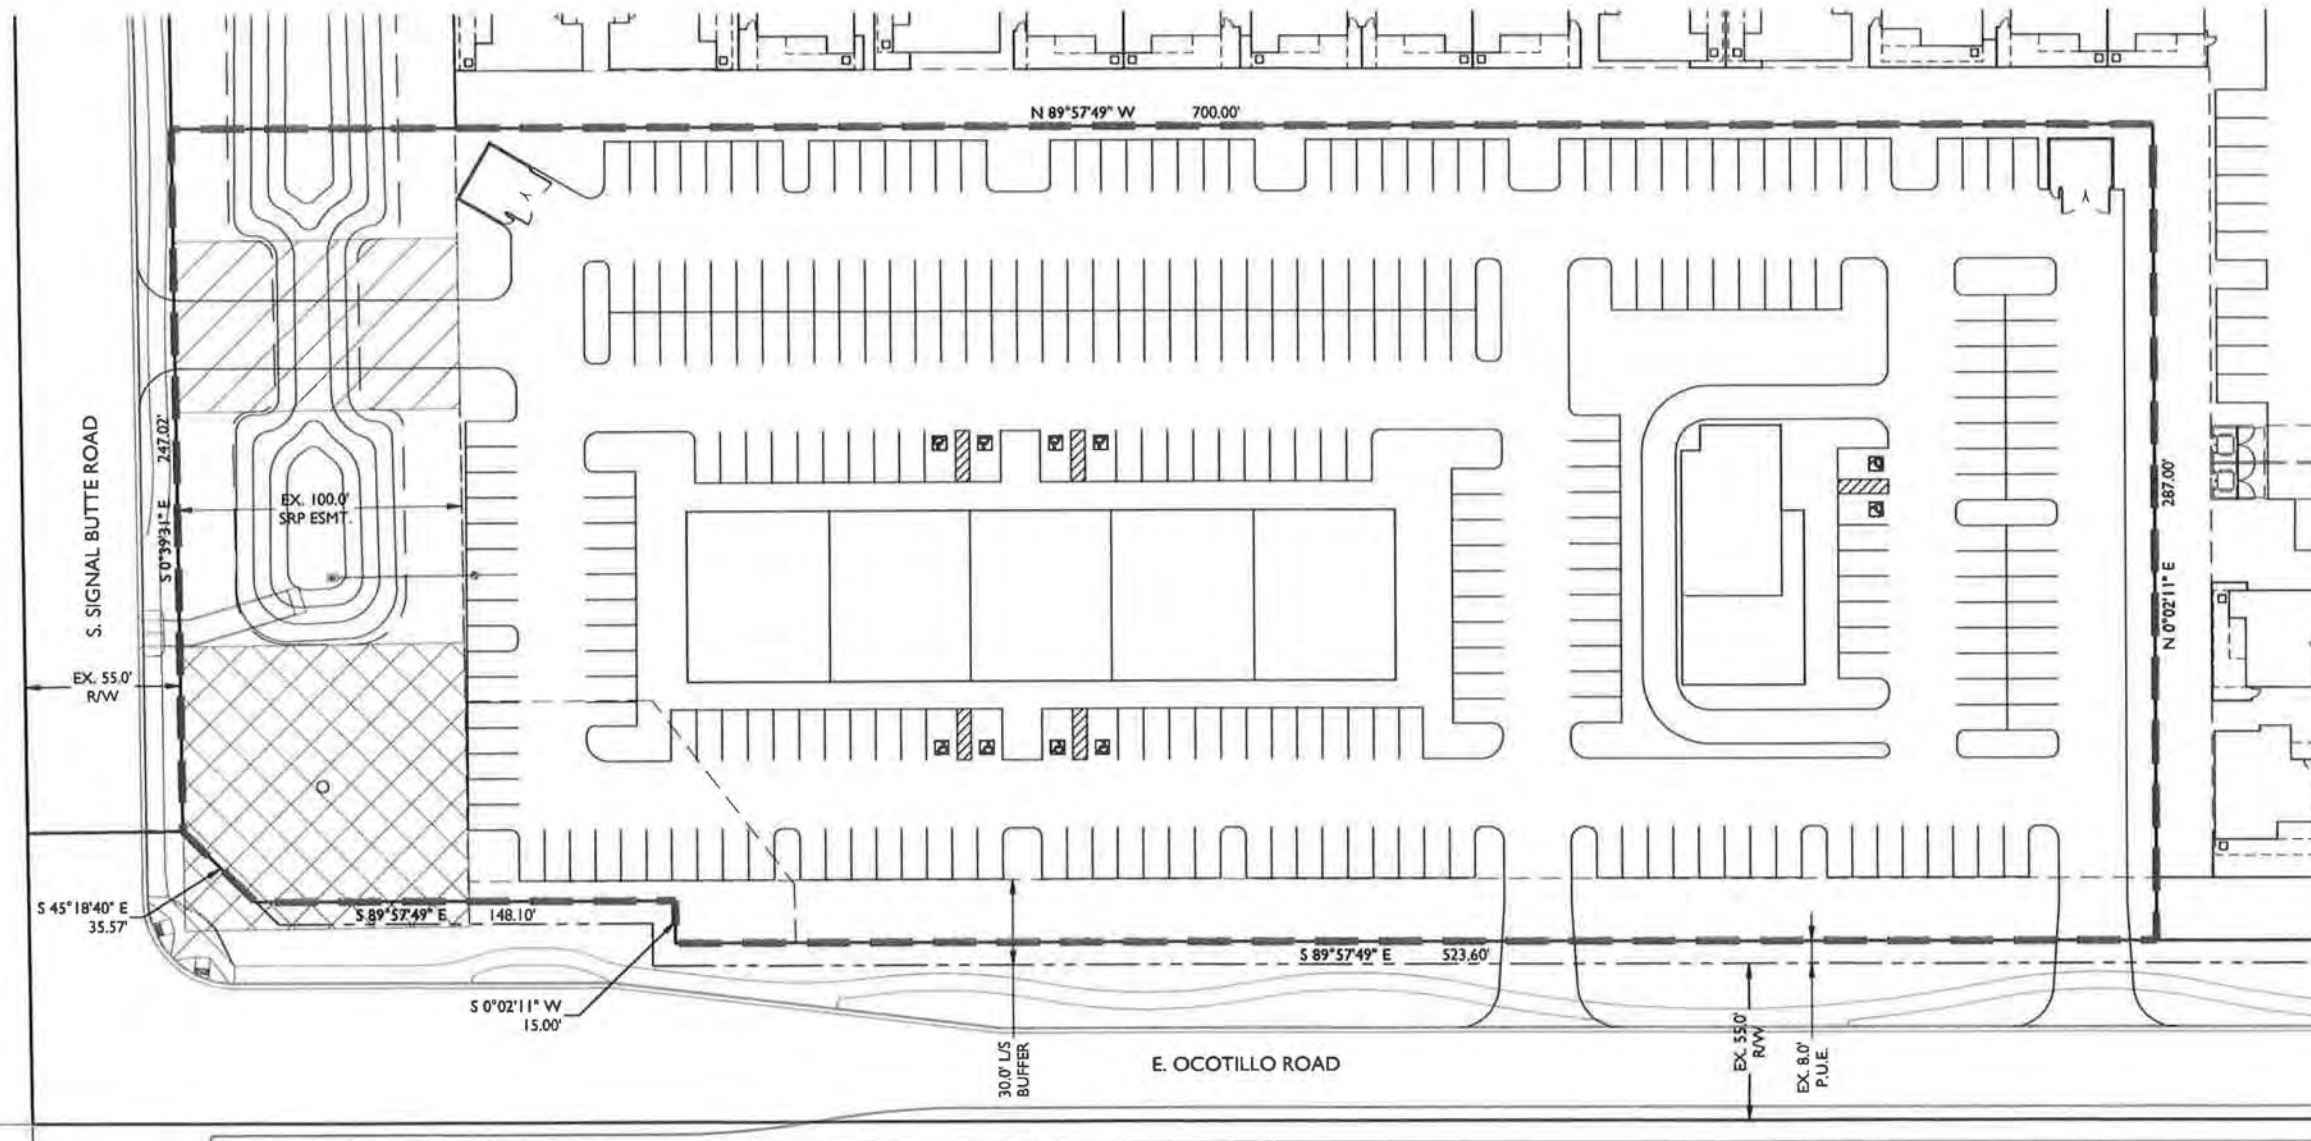 N 89°57'49" W 700.00'
S. SIGNAL BUTTE ROAD
247.02'
S 0°39'31" E
EX. 100.0'
SRP ESMT.
287.00'
N 0°02'11" E
EX. 55.0'
R/W
S 45°18'40" E
35.57'
S 89°57'49" E 148.10'
S 89°57'49" E 523.60'
S 0°02'11" W
15.00'
30.0' L/S
BUFFER
E. OCOTILLO ROAD
EX. 55.0'
R/W
EX. 8.0'
P.U.E.